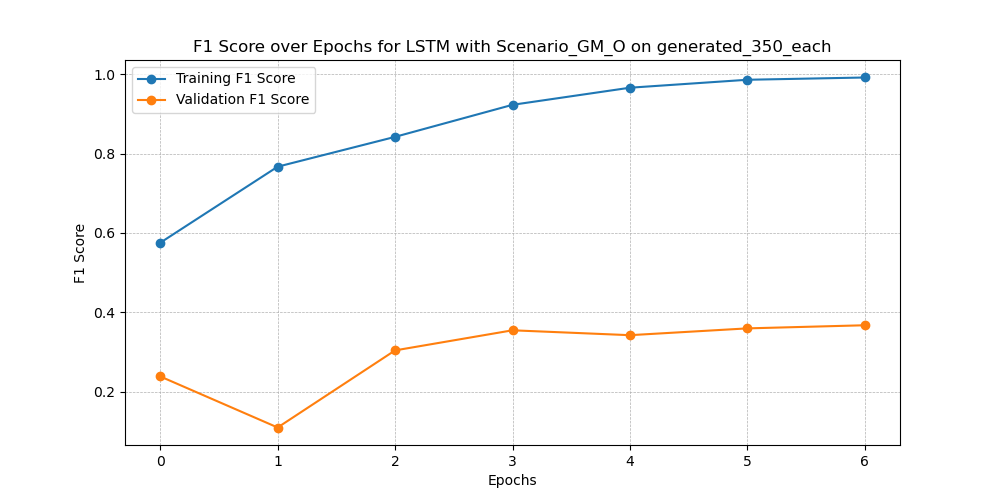 F1 Score over Epochs for LSTM with Scenario_GM_O on generated_350_each
Training F1 Score
Validation F1 Score
F1 Score
1.0
0.8
0.6
0.4
0.2
0 1 2 3 4 5 6
Epochs